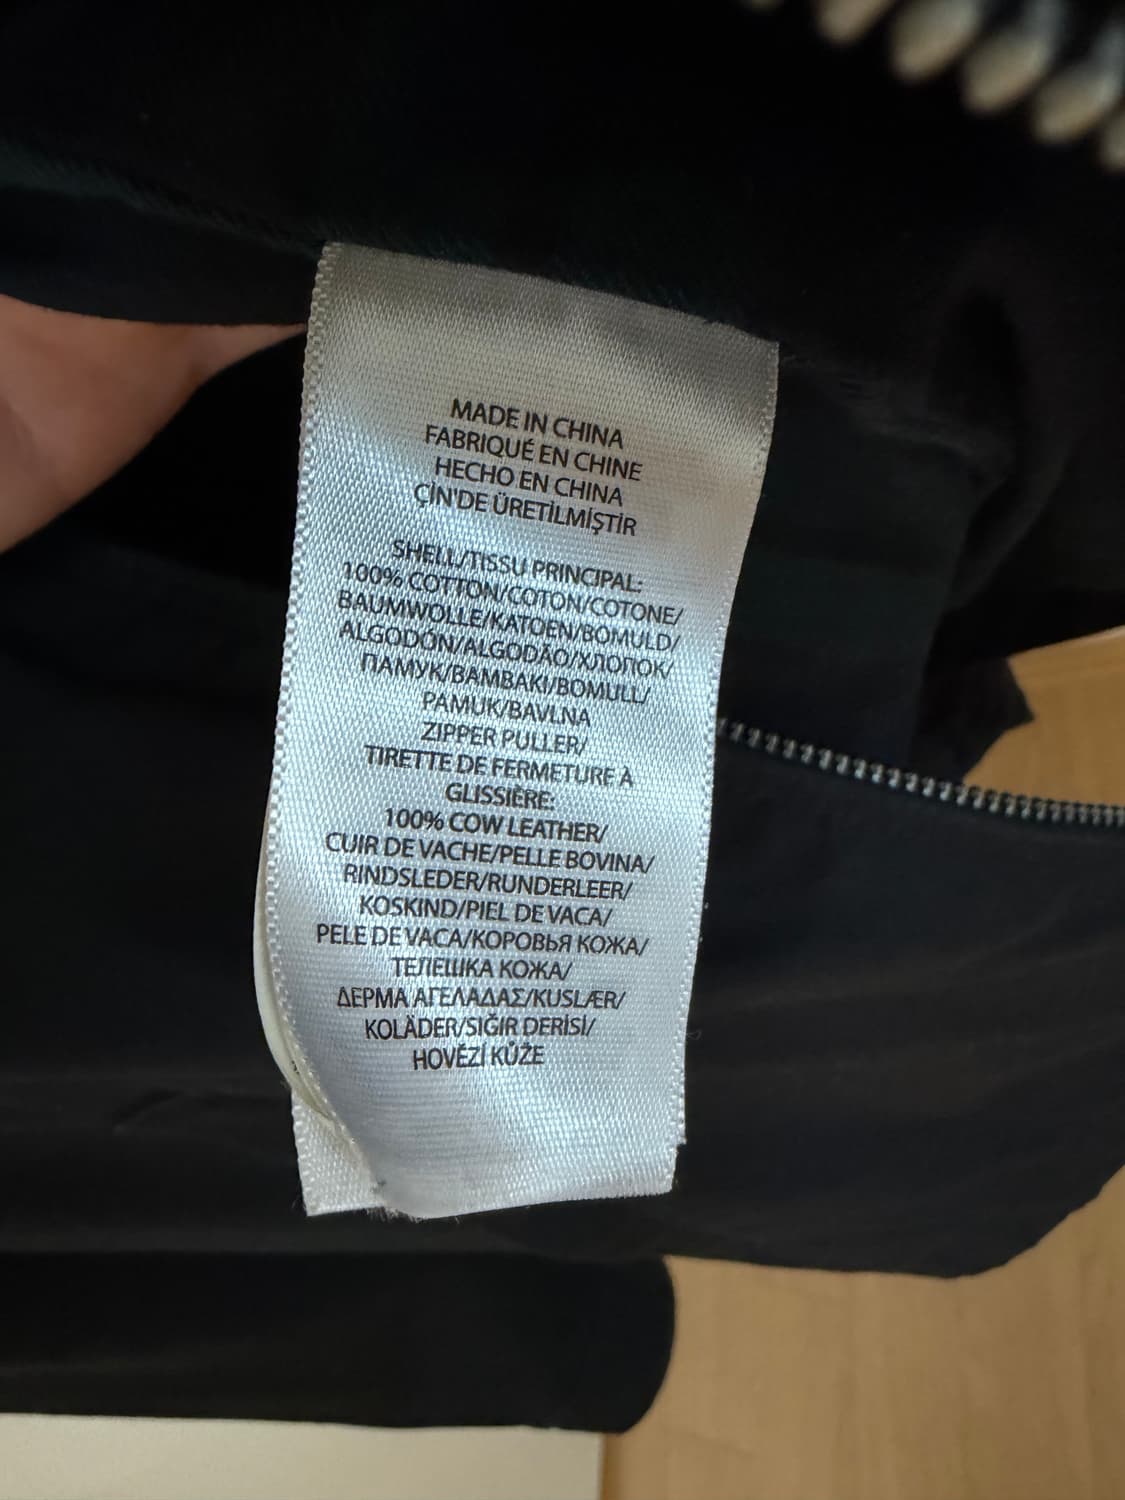 MADE IN CHINA
FABRIQUÉ EN CHINE
HECHO EN CHINA
ÇİN'DE ÜRETİLMİŞTİR
SHELL/TISSU PRINCIPAL:
100% COTTON/COTON/COTONE/
BAUMWOLLE/KATOEN/BOMULD/
ALGODÓN/ALGODÃO/ХЛОПОК/
ПАМУК/ΒΑΜΒΑΚΙ/BOMULL/
PAMUK/BAVLNA
ZIPPER PULLER/
TIRETTE DE FERMETURE À
GLISSIÈRE:
100% COW LEATHER/
CUIR DE VACHE/PELLE BOVINA/
RINDSLEDER/RUNDERLEER/
KOSKIND/PIEL DE VACA/
PELE DE VACA/КОРОВЬЯ КОЖА/
ТЕЛЕШКА КОЖА/
ΔΕΡΜΑ ΑΓΕΛΑΔΑΣ/KUSLÆR/
KOLÄDER/SIĞIR DERİSİ/
HOVĚZÍ KŮŽE